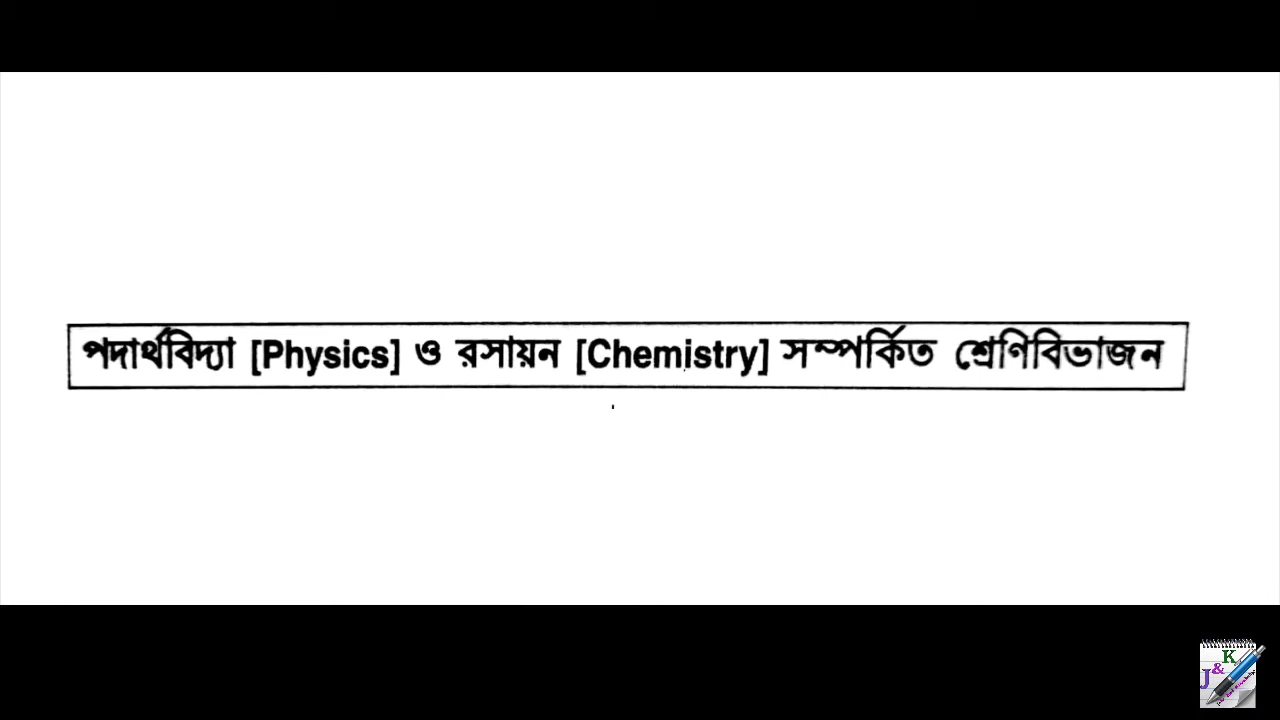 পদার্থবিদ্যা [Physics] ও রসায়ন [Chemistry] সম্পর্কিত শ্রেণিবিভাজন
J&K